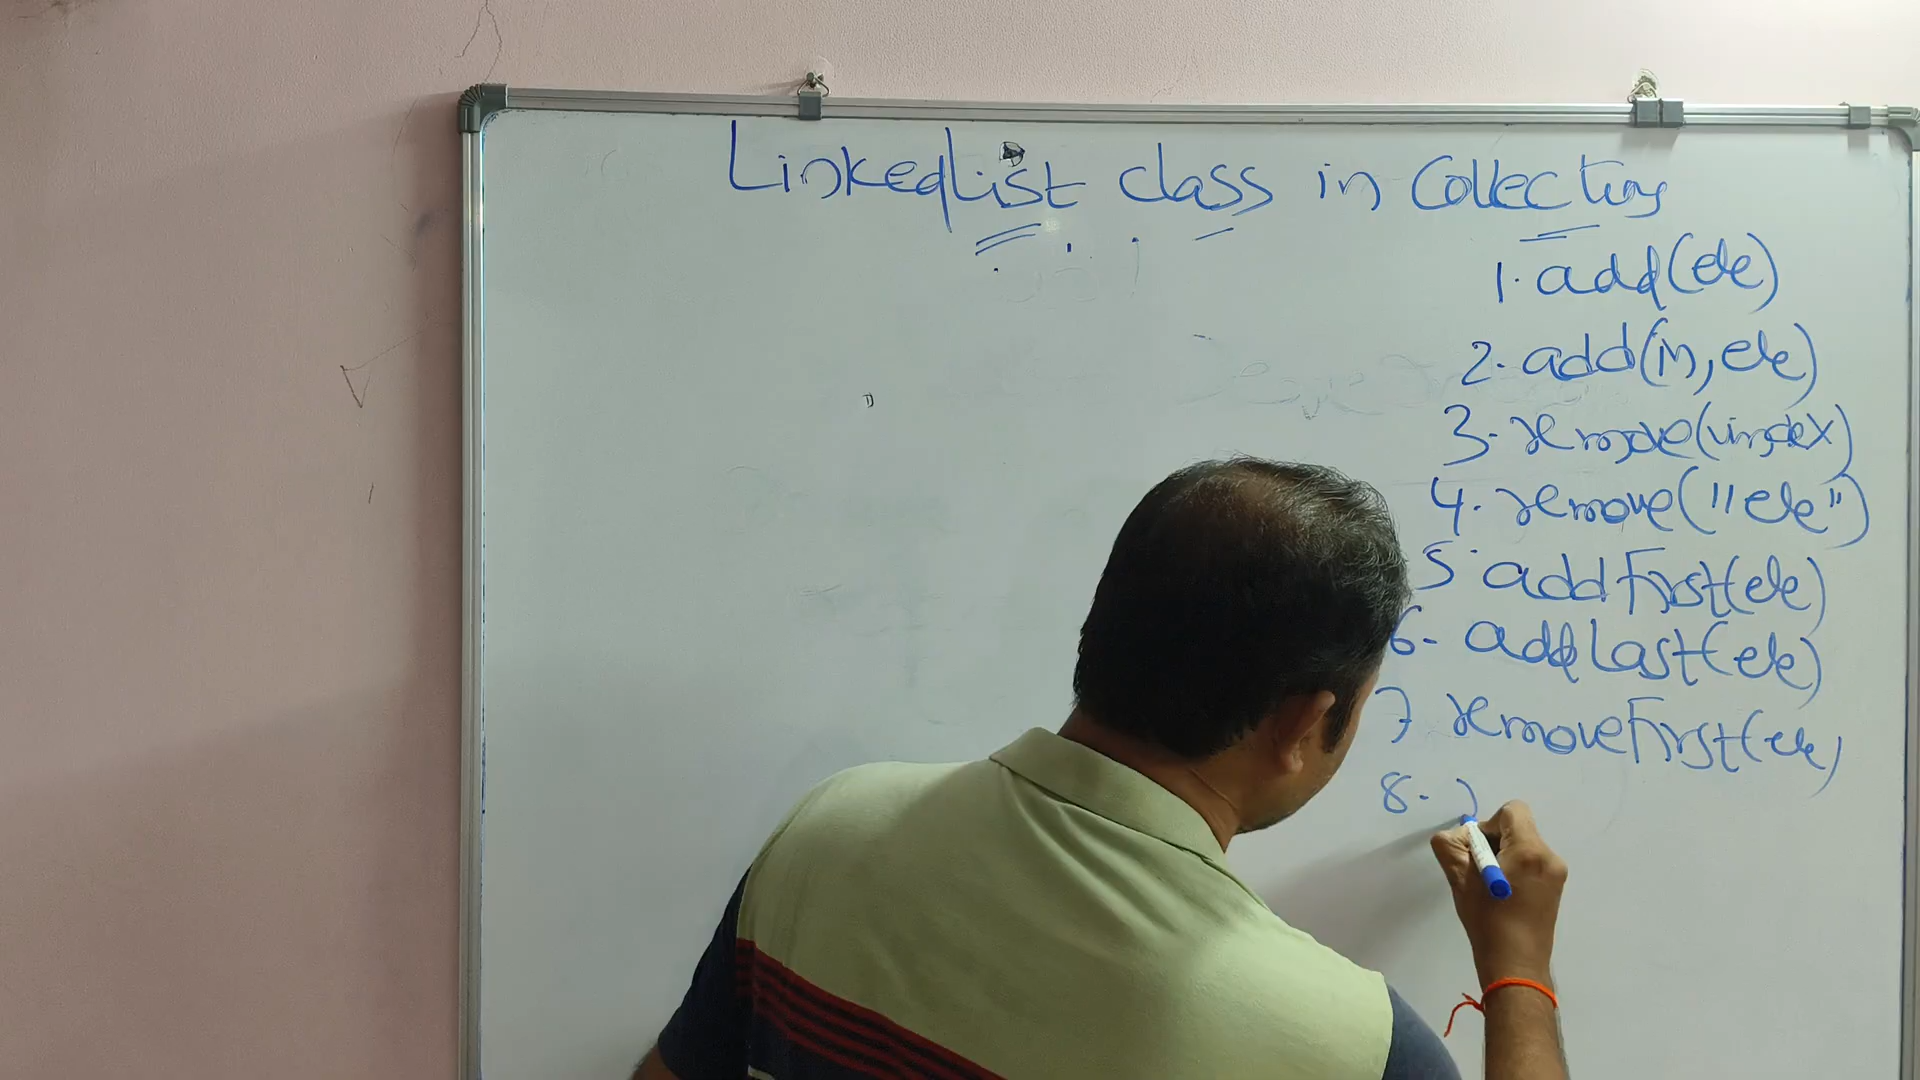 LinkedList class in Collections
1. add(ele)
2. add(in, ele)
3. remove(index)
4. remove("ele")
5. addFirst(ele)
6- addLast(ele)
7 removeFirst(ele)
8-